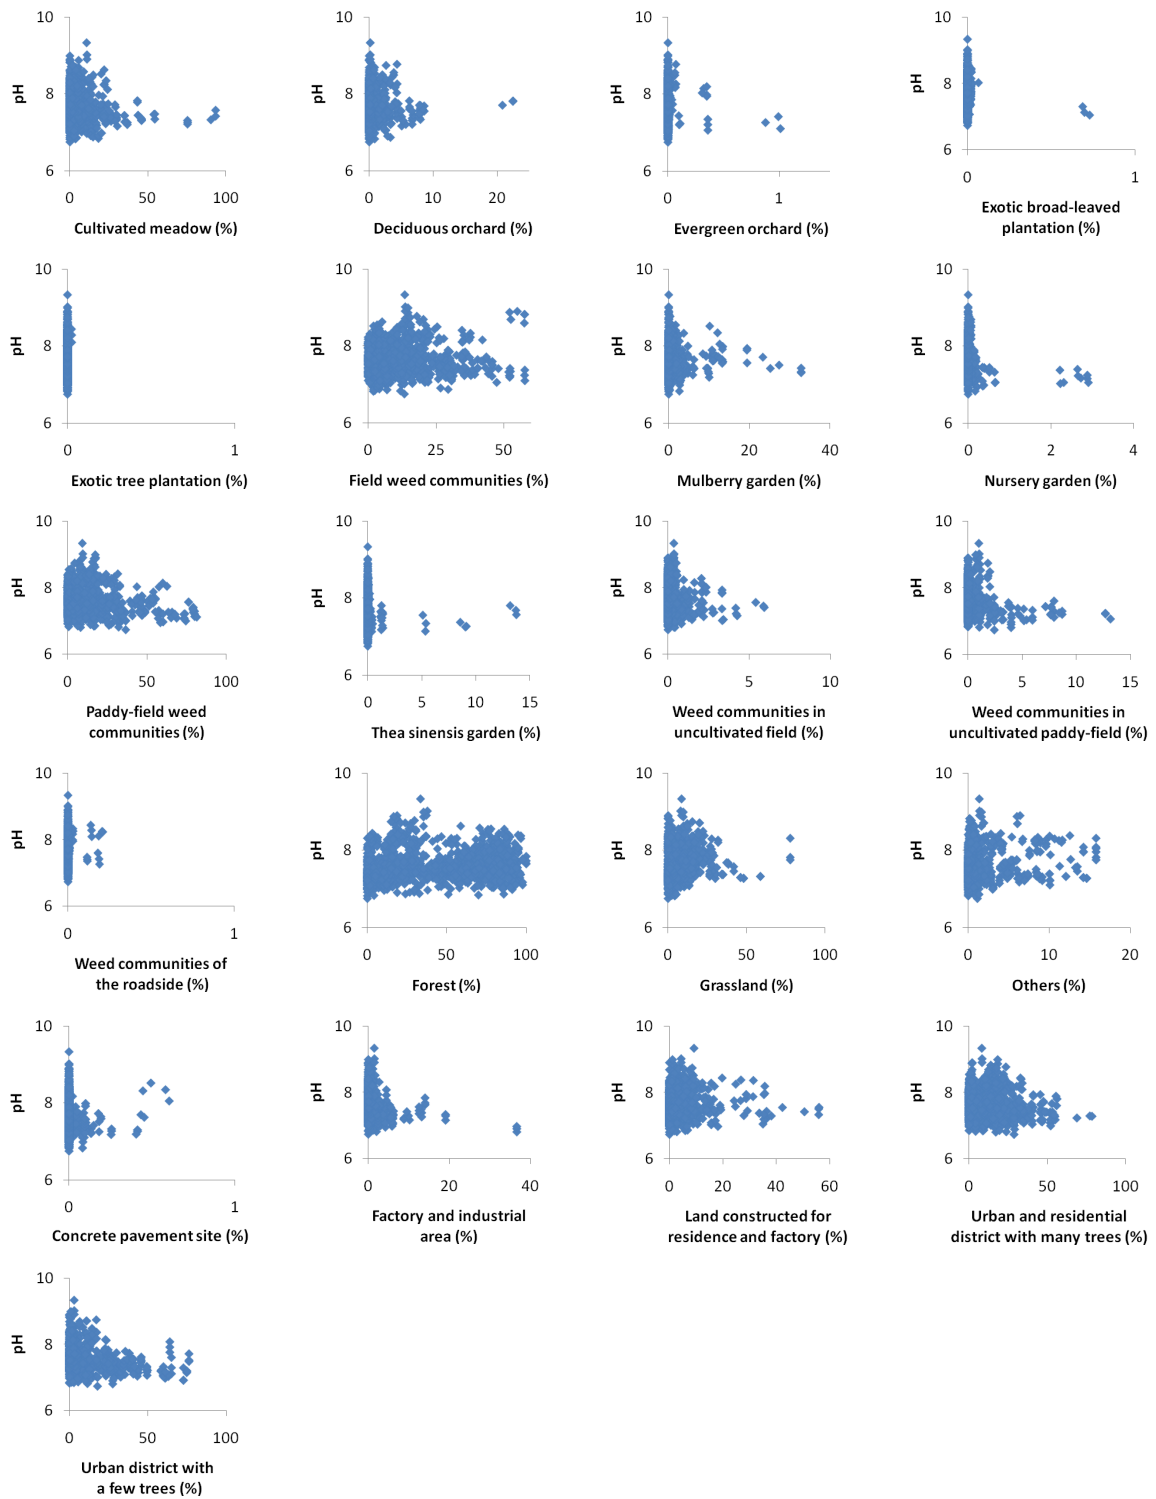 10
8
6
pH
0 50 100
Cultivated meadow (%)
10
8
6
pH
0 10 20
Deciduous orchard (%)
10
8
6
pH
0 1
Evergreen orchard (%)
10
8
6
pH
0 1
Exotic broad-leaved
plantation (%)
10
8
6
pH
0 1
Exotic tree plantation (%)
10
8
6
pH
0 25 50
Field weed communities (%)
10
8
6
pH
0 20 40
Mulberry garden (%)
10
8
6
pH
0 2 4
Nursery garden (%)
10
8
6
pH
0 50 100
Paddy-field weed
communities (%)
10
8
6
pH
0 5 10 15
Thea sinensis garden (%)
10
8
6
pH
0 5 10
Weed communities in
uncultivated field (%)
10
8
6
pH
0 5 10 15
Weed communities in
uncultivated paddy-field (%)
10
8
6
pH
0 1
Weed communities of
the roadside (%)
10
8
6
pH
0 50 100
Forest (%)
10
8
6
pH
0 50 100
Grassland (%)
10
8
6
pH
0 10 20
Others (%)
10
8
6
pH
0 1
Concrete pavement site (%)
10
8
6
pH
0 20 40
Factory and industrial
area (%)
10
8
6
pH
0 20 40 60
Land constructed for
residence and factory (%)
10
8
6
pH
0 50 100
Urban and residential
district with many trees (%)
10
8
6
pH
0 50 100
Urban district with
a few trees (%)